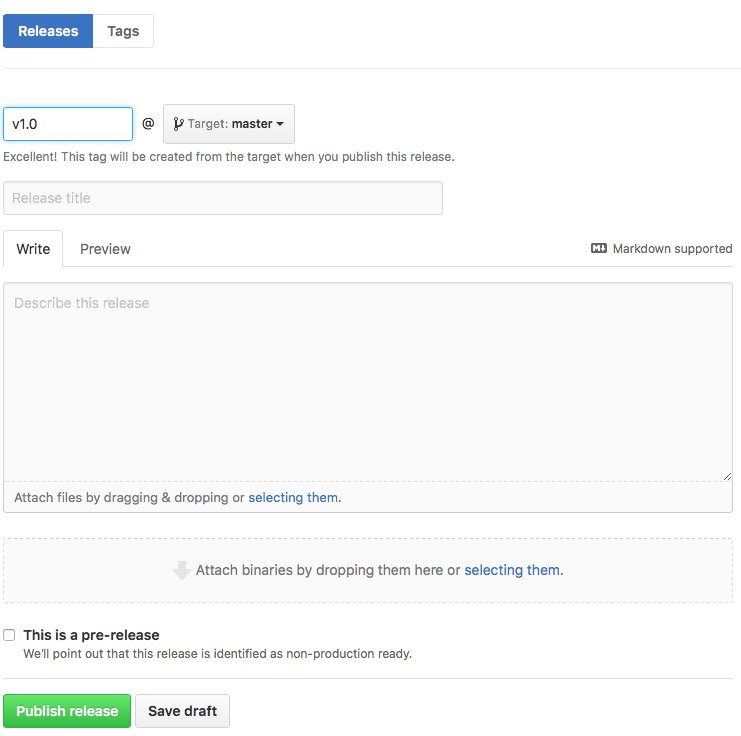 Releases Tags
v1.0 @ Target: master
Excellent! This tag will be created from the target when you publish this release.
Release title
Write Preview Markdown supported
Describe this release
Attach files by dragging & dropping or selecting them.
Attach binaries by dropping them here or selecting them.
This is a pre-release
We'll point out that this release is identified as non-production ready.
Publish release Save draft